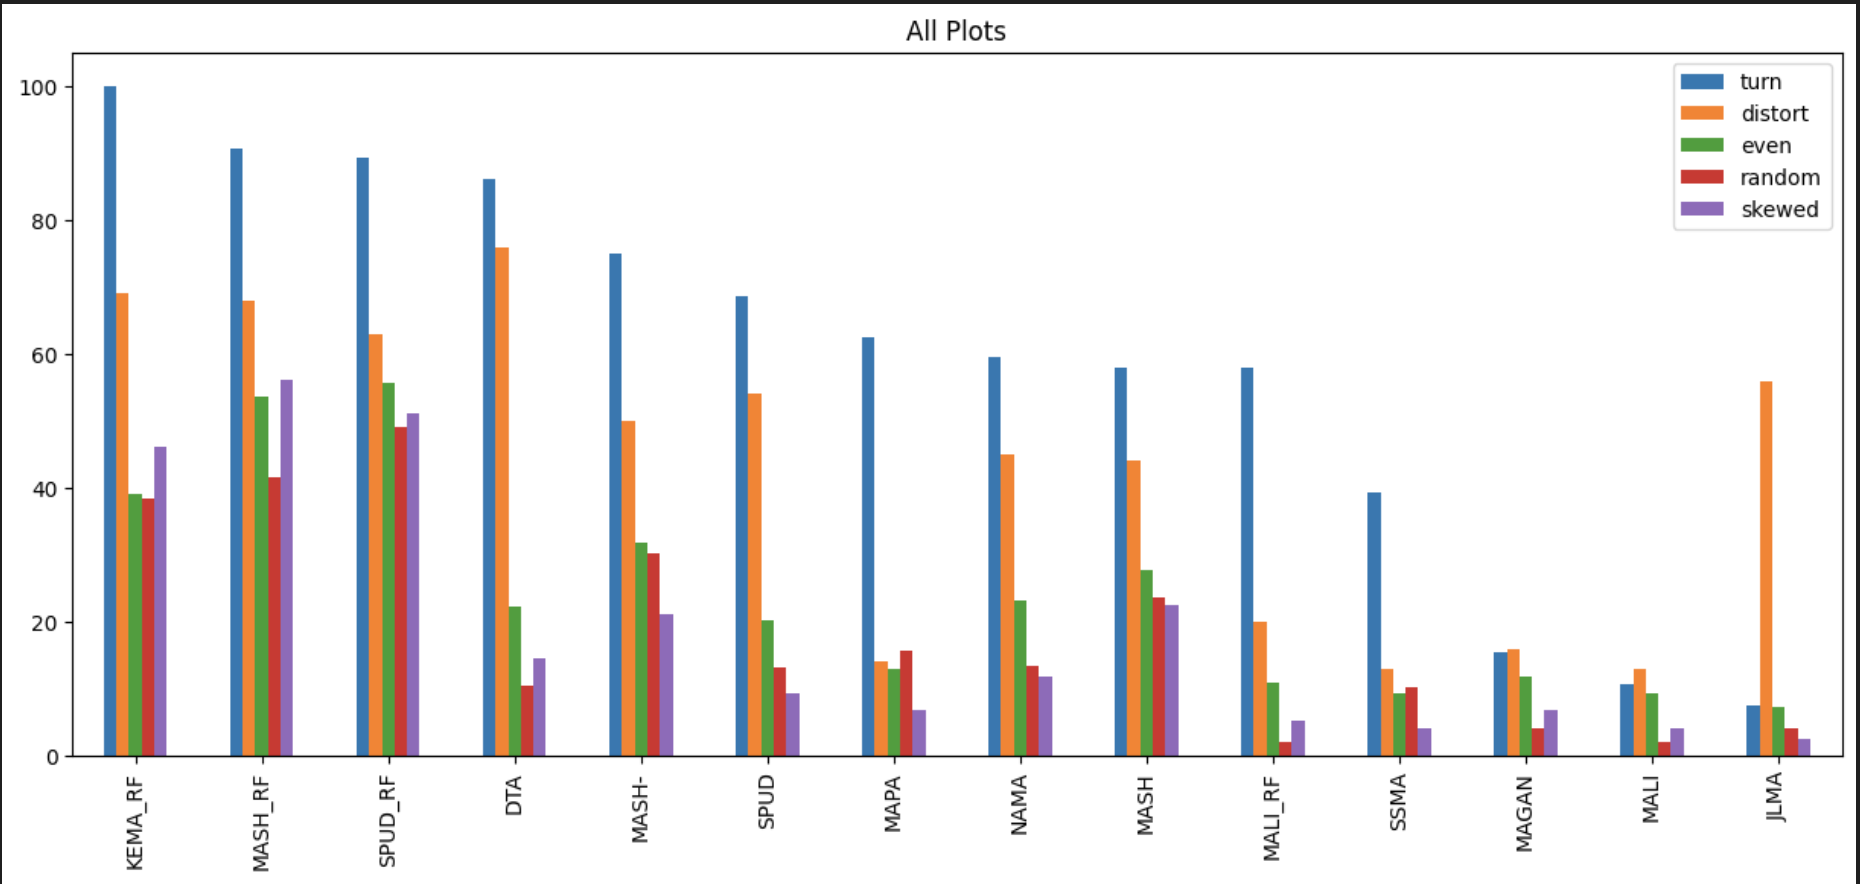 All Plots
100
80
60
40
20
0
turn
distort
even
random
skewed
KEMA_RF
MASH_RF
SPUD_RF
DTA
MASH-
SPUD
MAPA
NAMA
MASH
MALI_RF
SSMA
MAGAN
MALI
JLMA